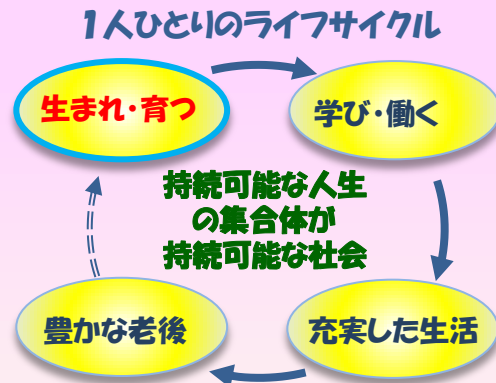 1人ひとりのライフサイクル
生まれ・育つ
学び・働く
持続可能な人生
の集合体が
持続可能な社会
豊かな老後
充実した生活